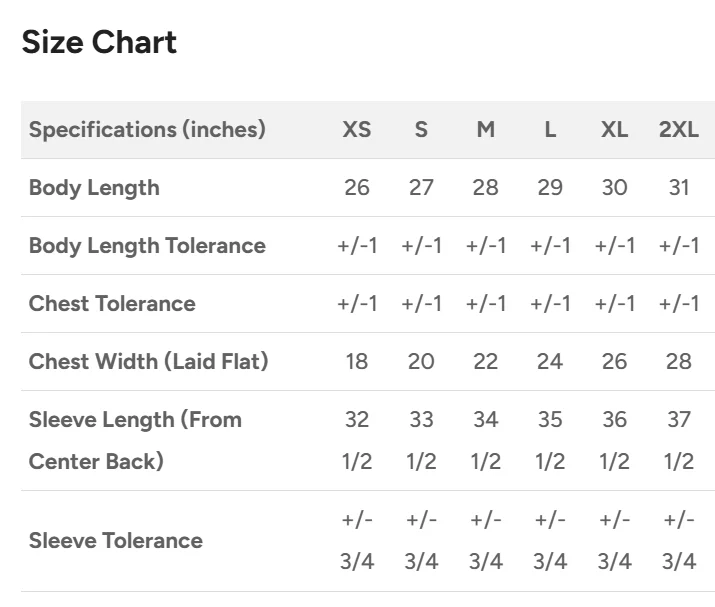 Size Chart
Specifications (inches) XS S M L XL 2XL
Body Length 26 27 28 29 30 31
Body Length Tolerance +/-1 +/-1 +/-1 +/-1 +/-1 +/-1
Chest Tolerance +/-1 +/-1 +/-1 +/-1 +/-1 +/-1
Chest Width (Laid Flat) 18 20 22 24 26 28
Sleeve Length (From 32 33 34 35 36 37
Center Back) 1/2 1/2 1/2 1/2 1/2 1/2
+/- +/- +/- +/- +/- +/-
Sleeve Tolerance
3/4 3/4 3/4 3/4 3/4 3/4